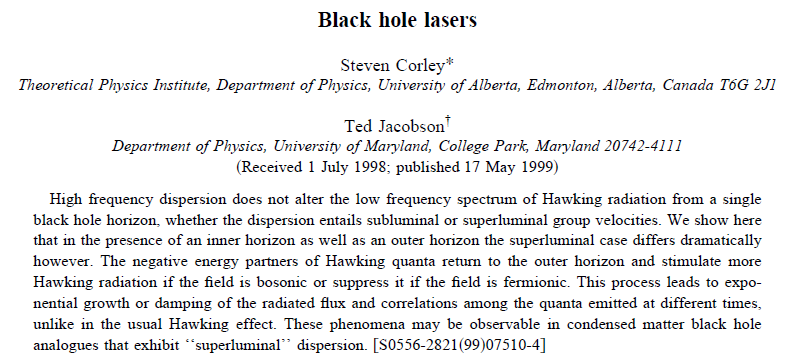 Black hole lasers
Steven Corley*
Theoretical Physics Institute, Department of Physics, University of Alberta, Edmonton, Alberta, Canada T6G 2J1
Ted Jacobson†
Department of Physics, University of Maryland, College Park, Maryland 20742-4111
(Received 1 July 1998; published 17 May 1999)
High frequency dispersion does not alter the low frequency spectrum of Hawking radiation from a single
black hole horizon, whether the dispersion entails subluminal or superluminal group velocities. We show here
that in the presence of an inner horizon as well as an outer horizon the superluminal case differs dramatically
however. The negative energy partners of Hawking quanta return to the outer horizon and stimulate more
Hawking radiation if the field is bosonic or suppress it if the field is fermionic. This process leads to expo-
nential growth or damping of the radiated flux and correlations among the quanta emitted at different times,
unlike in the usual Hawking effect. These phenomena may be observable in condensed matter black hole
analogues that exhibit ‘‘superluminal’’ dispersion. [S0556-2821(99)07510-4]